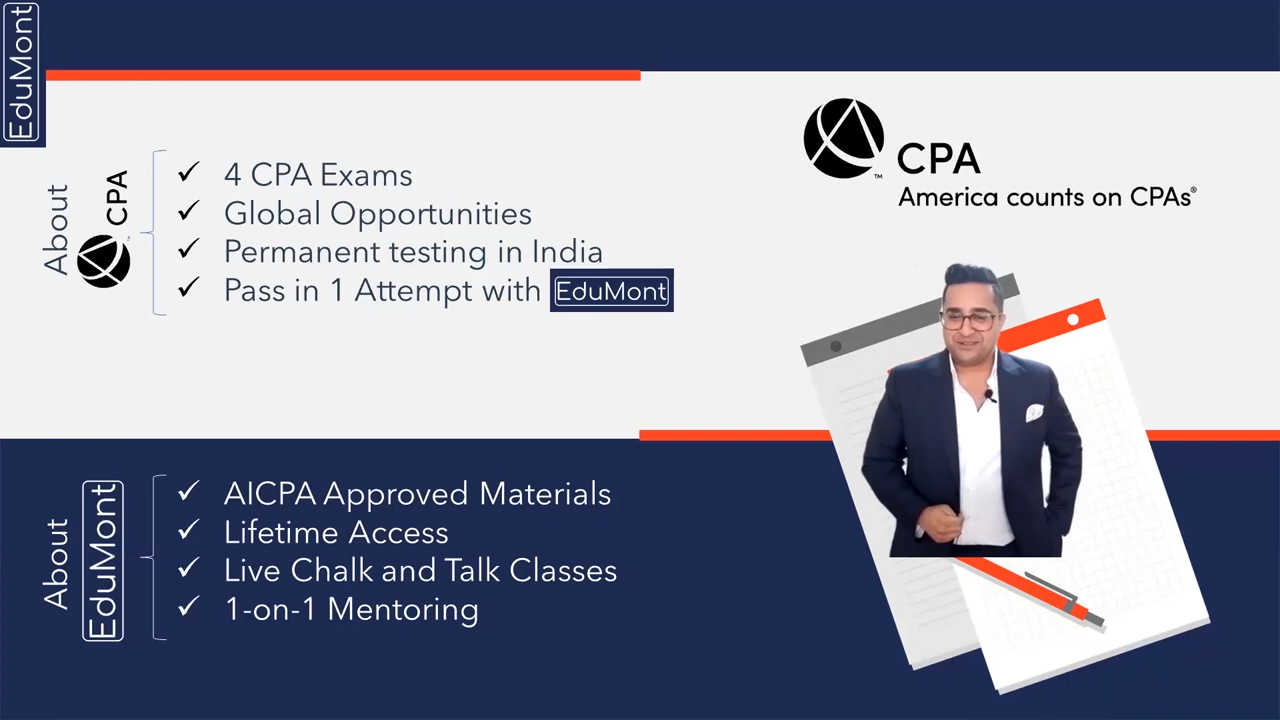 EduMont
About
CPA
4 CPA Exams
Global Opportunities
Permanent testing in India
Pass in 1 Attempt with EduMont
CPA
™
America counts on CPAs®
About
EduMont
AICPA Approved Materials
Lifetime Access
Live Chalk and Talk Classes
1-on-1 Mentoring